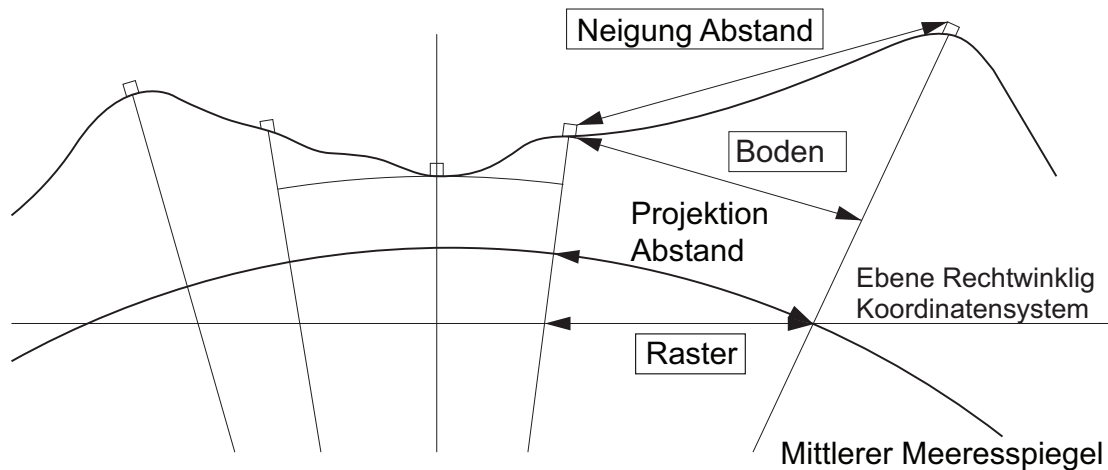 Neigung Abstand
Boden
Projektion
Abstand
Ebene Rechtwinklig
Koordinatensystem
Raster
Mittlerer Meeresspiegel